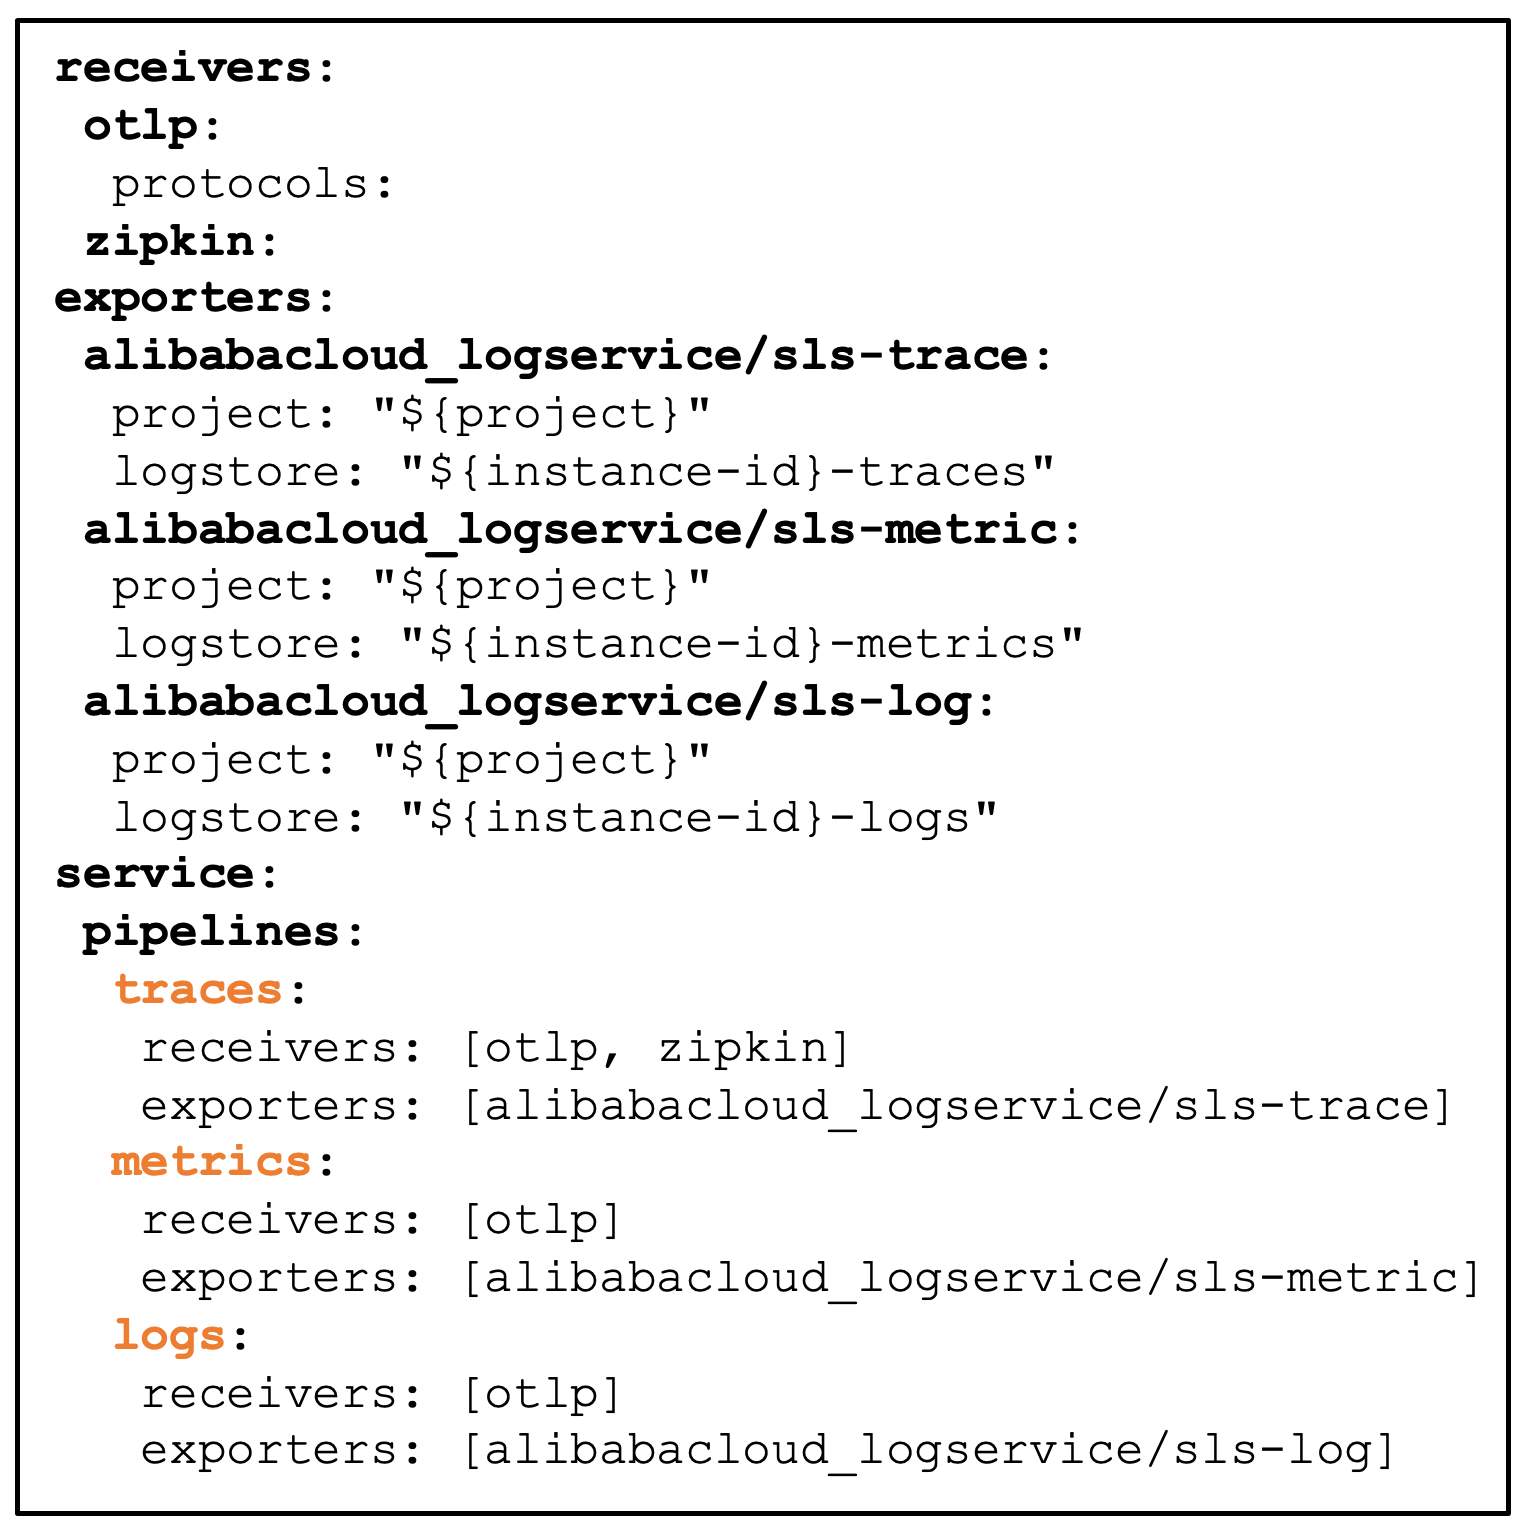 receivers:
 otlp:
  protocols:
 zipkin:
exporters:
 alibabacloud_logservice/sls-trace:
  project: "${project}"
  logstore: "${instance-id}-traces"
 alibabacloud_logservice/sls-metric:
  project: "${project}"
  logstore: "${instance-id}-metrics"
 alibabacloud_logservice/sls-log:
  project: "${project}"
  logstore: "${instance-id}-logs"
service:
 pipelines:
  traces:
   receivers: [otlp, zipkin]
   exporters: [alibabacloud_logservice/sls-trace]
  metrics:
   receivers: [otlp]
   exporters: [alibabacloud_logservice/sls-metric]
  logs:
   receivers: [otlp]
   exporters: [alibabacloud_logservice/sls-log]